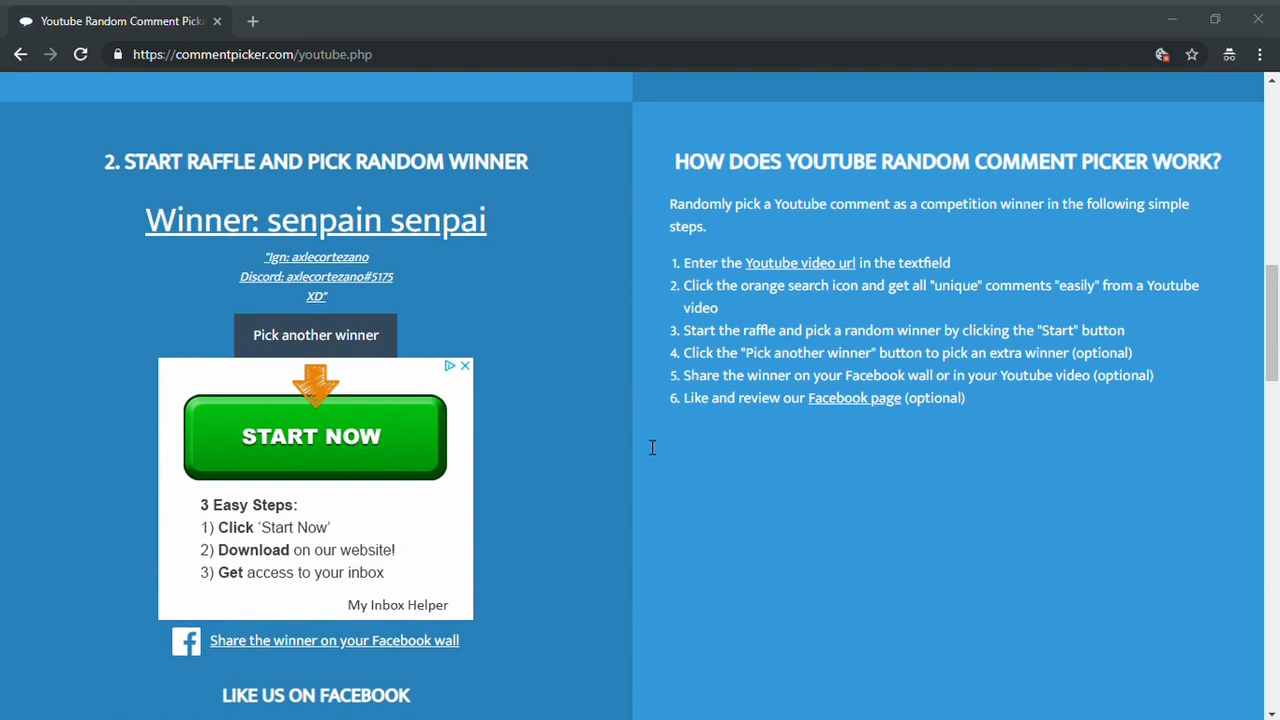 Youtube Random Comment Pick
https://commentpicker.com/youtube.php
2. START RAFFLE AND PICK RANDOM WINNER
Winner: senpain senpai
"Ign: axlecortezano
Discord: axlecortezano#5175
XD"
Pick another winner
START NOW
3 Easy Steps:
1) Click ‘Start Now’
2) Download on our website!
3) Get access to your inbox
My Inbox Helper
Share the winner on your Facebook wall
LIKE US ON FACEBOOK
HOW DOES YOUTUBE RANDOM COMMENT PICKER WORK?
Randomly pick a Youtube comment as a competition winner in the following simple
steps.
1. Enter the Youtube video url in the textfield
2. Click the orange search icon and get all "unique" comments "easily" from a Youtube
video
3. Start the raffle and pick a random winner by clicking the "Start" button
4. Click the "Pick another winner" button to pick an extra winner (optional)
5. Share the winner on your Facebook wall or in your Youtube video (optional)
6. Like and review our Facebook page (optional)